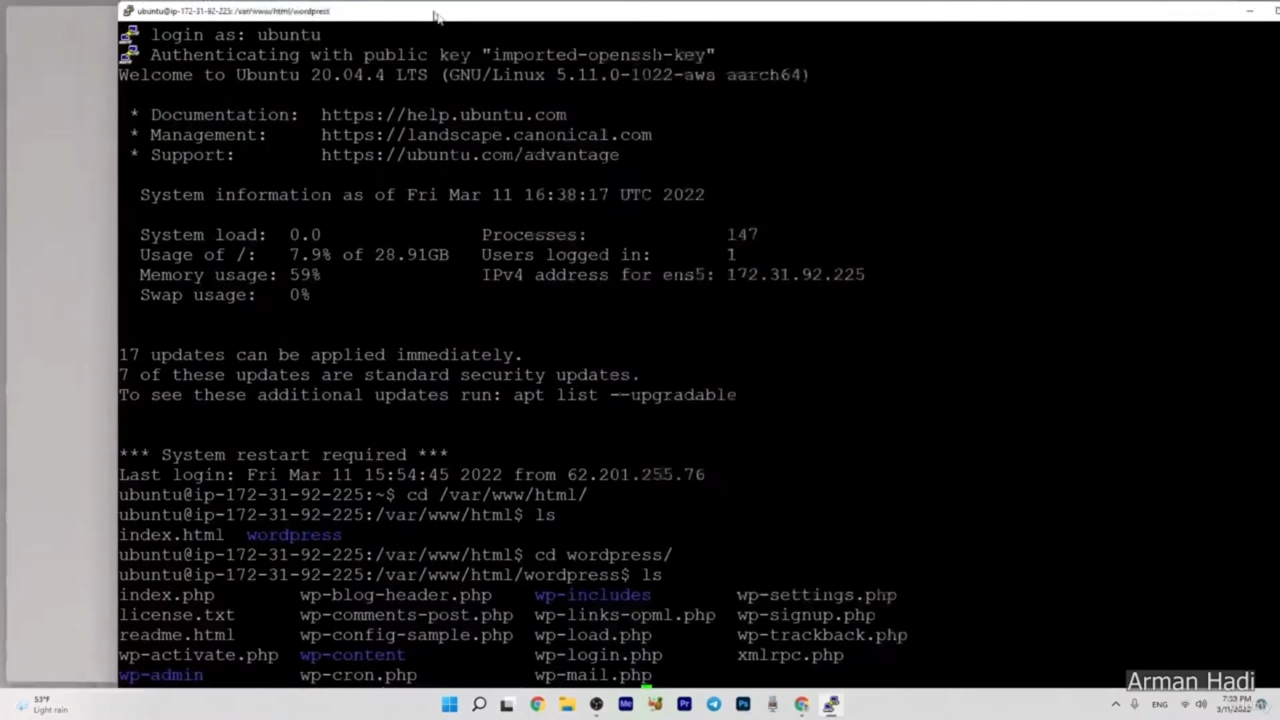 ubuntu@ip-172-31-92-225: /var/www/html/wordpress
login as: ubuntu
Authenticating with public key "imported-openssh-key"
Welcome to Ubuntu 20.04.4 LTS (GNU/Linux 5.11.0-1022-aws aarch64)
* Documentation: https://help.ubuntu.com
* Management: https://landscape.canonical.com
* Support: https://ubuntu.com/advantage
System information as of Fri Mar 11 16:38:17 UTC 2022
System load: 0.0 Processes: 147
Usage of /: 7.9% of 28.91GB Users logged in: 1
Memory usage: 59% IPv4 address for ens5: 172.31.92.225
Swap usage: 0%
17 updates can be applied immediately.
7 of these updates are standard security updates.
To see these additional updates run: apt list --upgradable
*** System restart required ***
Last login: Fri Mar 11 15:54:45 2022 from 62.201.255.76
ubuntu@ip-172-31-92-225:~$ cd /var/www/html/
ubuntu@ip-172-31-92-225:/var/www/html$ ls
index.html wordpress
ubuntu@ip-172-31-92-225:/var/www/html$ cd wordpress/
ubuntu@ip-172-31-92-225:/var/www/html/wordpress$ ls
index.php wp-blog-header.php wp-includes wp-settings.php
license.txt wp-comments-post.php wp-links-opml.php wp-signup.php
readme.html wp-config-sample.php wp-load.php wp-trackback.php
wp-activate.php wp-content wp-login.php xmlrpc.php
wp-admin wp-cron.php wp-mail.php
Arman Hadi
53°F
Light rain
Me
Pr
Ps
ENG
7:59 PM
3/11/2022